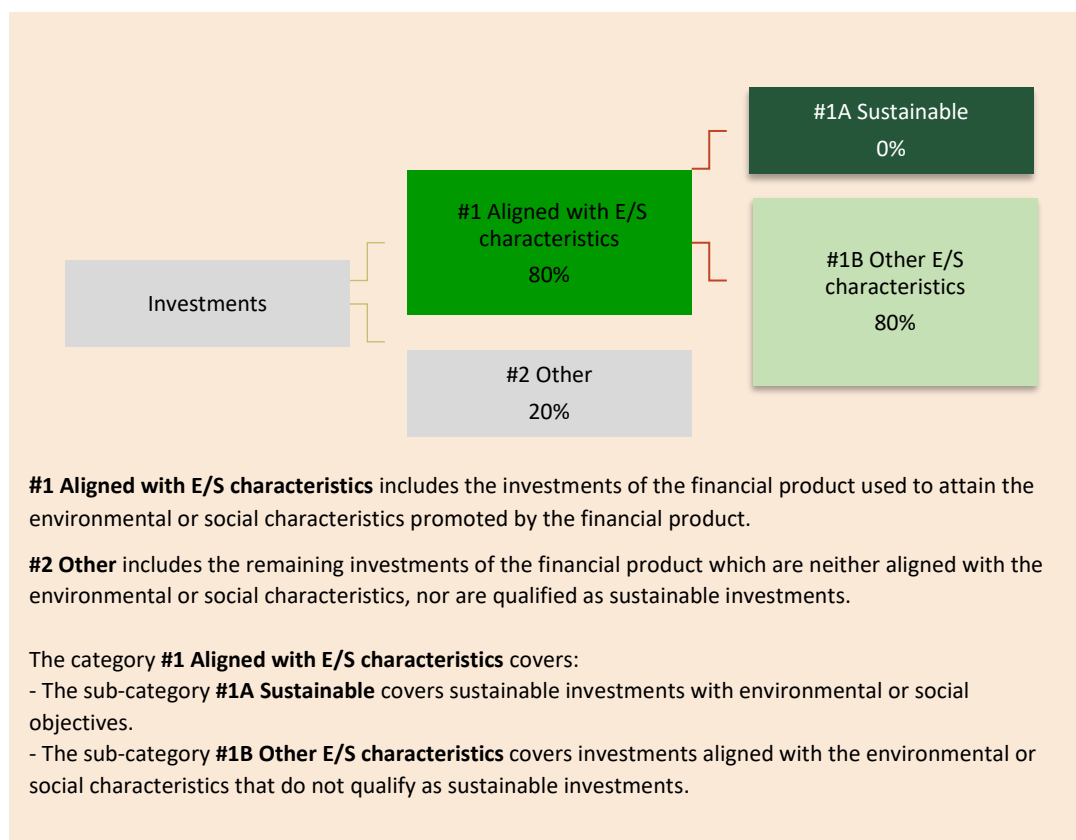 #1A Sustainable
0%
#1 Aligned with E/S
characteristics
80%
#1B Other E/S
characteristics
80%
Investments
#2 Other
20%
#1 Aligned with E/S characteristics includes the investments of the financial product used to attain the
environmental or social characteristics promoted by the financial product.
#2 Other includes the remaining investments of the financial product which are neither aligned with the
environmental or social characteristics, nor are qualified as sustainable investments.
The category #1 Aligned with E/S characteristics covers:
- The sub-category #1A Sustainable covers sustainable investments with environmental or social
objectives.
- The sub-category #1B Other E/S characteristics covers investments aligned with the environmental or
social characteristics that do not qualify as sustainable investments.